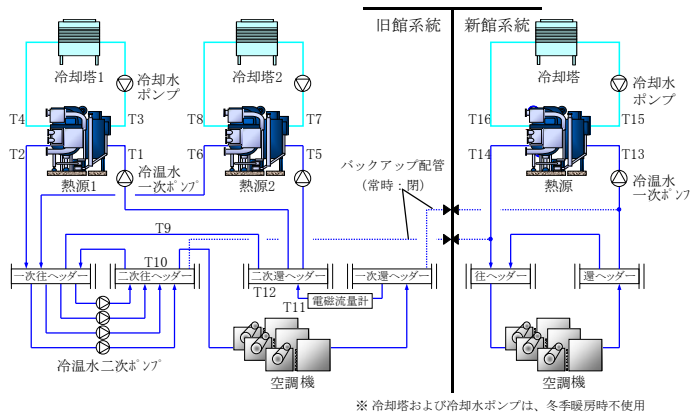 旧館系統
新館系統
冷却塔1
冷却水
ポンプ
冷却塔2
冷却塔
冷却水
ポンプ
T4
T3
T8
T7
T16
T15
T2
T1
T6
T5
T14
T13
熱源1
冷温水
一次ポンプ
熱源2
バックアップ配管
(常時：閉)
熱源
冷温水
一次ポンプ
T9
T10
一次往ヘッダー
二次往ヘッダー
二次還ヘッダー
一次還ヘッダー
往ヘッダー
還ヘッダー
T12
T11
電磁流量計
冷温水二次ポンプ
空調機
空調機
※ 冷却塔および冷却水ポンプは、冬季暖房時不使用